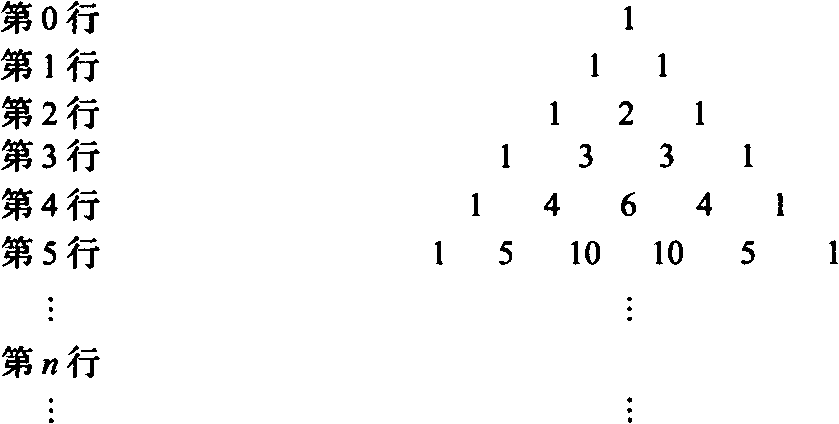 第 0 行 1
第 1 行 1 1
第 2 行 1 2 1
第 3 行 1 3 3 1
第 4 行 1 4 6 4 1
第 5 行 1 5 10 10 5 1
⋮ ⋮
第 n 行
⋮ ⋮